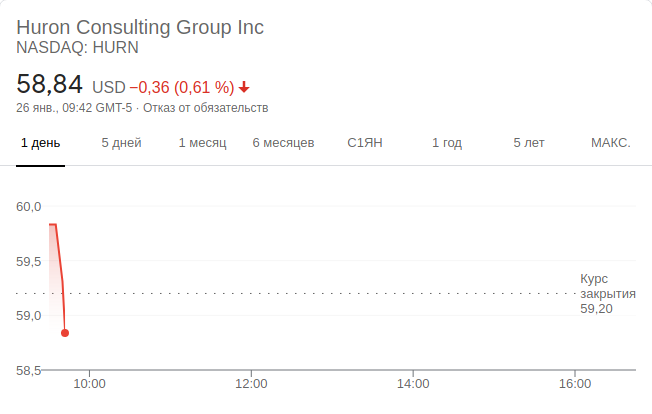 Huron Consulting Group Inc
NASDAQ: HURN
58,84 USD −0,36 (0,61 %)
26 янв., 09:42 GMT-5 · Отказ от обязательств
1 день 5 дней 1 месяц 6 месяцев С1ЯН 1 год 5 лет МАКС.
60,0
59,5
Курс
закрытия
59,20
59,0
58,5
10:00 12:00 14:00 16:00